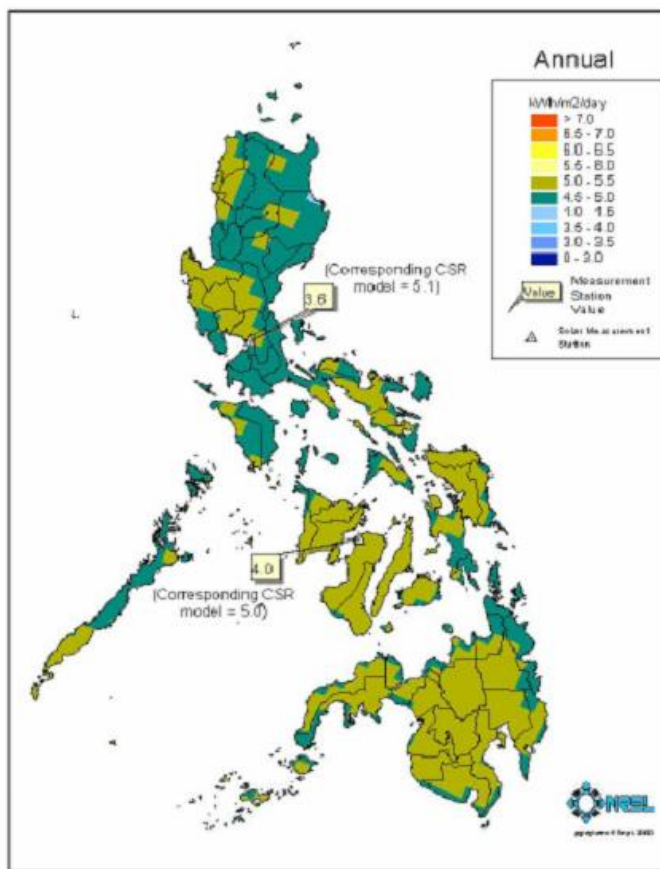 Annual
kWh/m2/day
> 7.0
6.5 - 7.0
6.0 - 6.5
5.5 - 6.0
5.0 - 5.5
4.5 - 5.0
4.0 - 4.5
3.5 - 4.0
3.0 - 3.5
0 - 3.0
Value
Measurement
Station
Value
Solar Measurement
Station
(Corresponding CSR
model = 5.1)
3.6
4.0
(Corresponding CSR
model = 5.0)
NREL